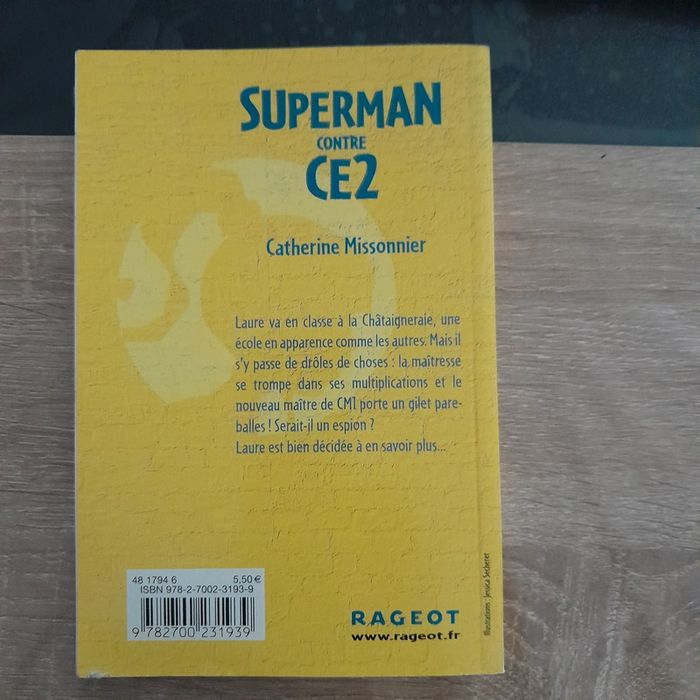 SUPERMAN
CONTRE
CE2
Catherine Missonnier
Laure va en classe à la Châtaigneraie, une
école en apparence comme les autres. Mais il
s'y passe de drôles de choses : la maîtresse
se trompe dans ses multiplications et le
nouveau maître de CM1 porte un gilet pare-
balles ! Serait-il un espion ?
Laure est bien décidée à en savoir plus...
48 1794 6 5,50 €
ISBN 978-2-7002-3193-9
9 782700 231939
RAGEOT
www.rageot.fr
Illustrations : Jessica Secheret